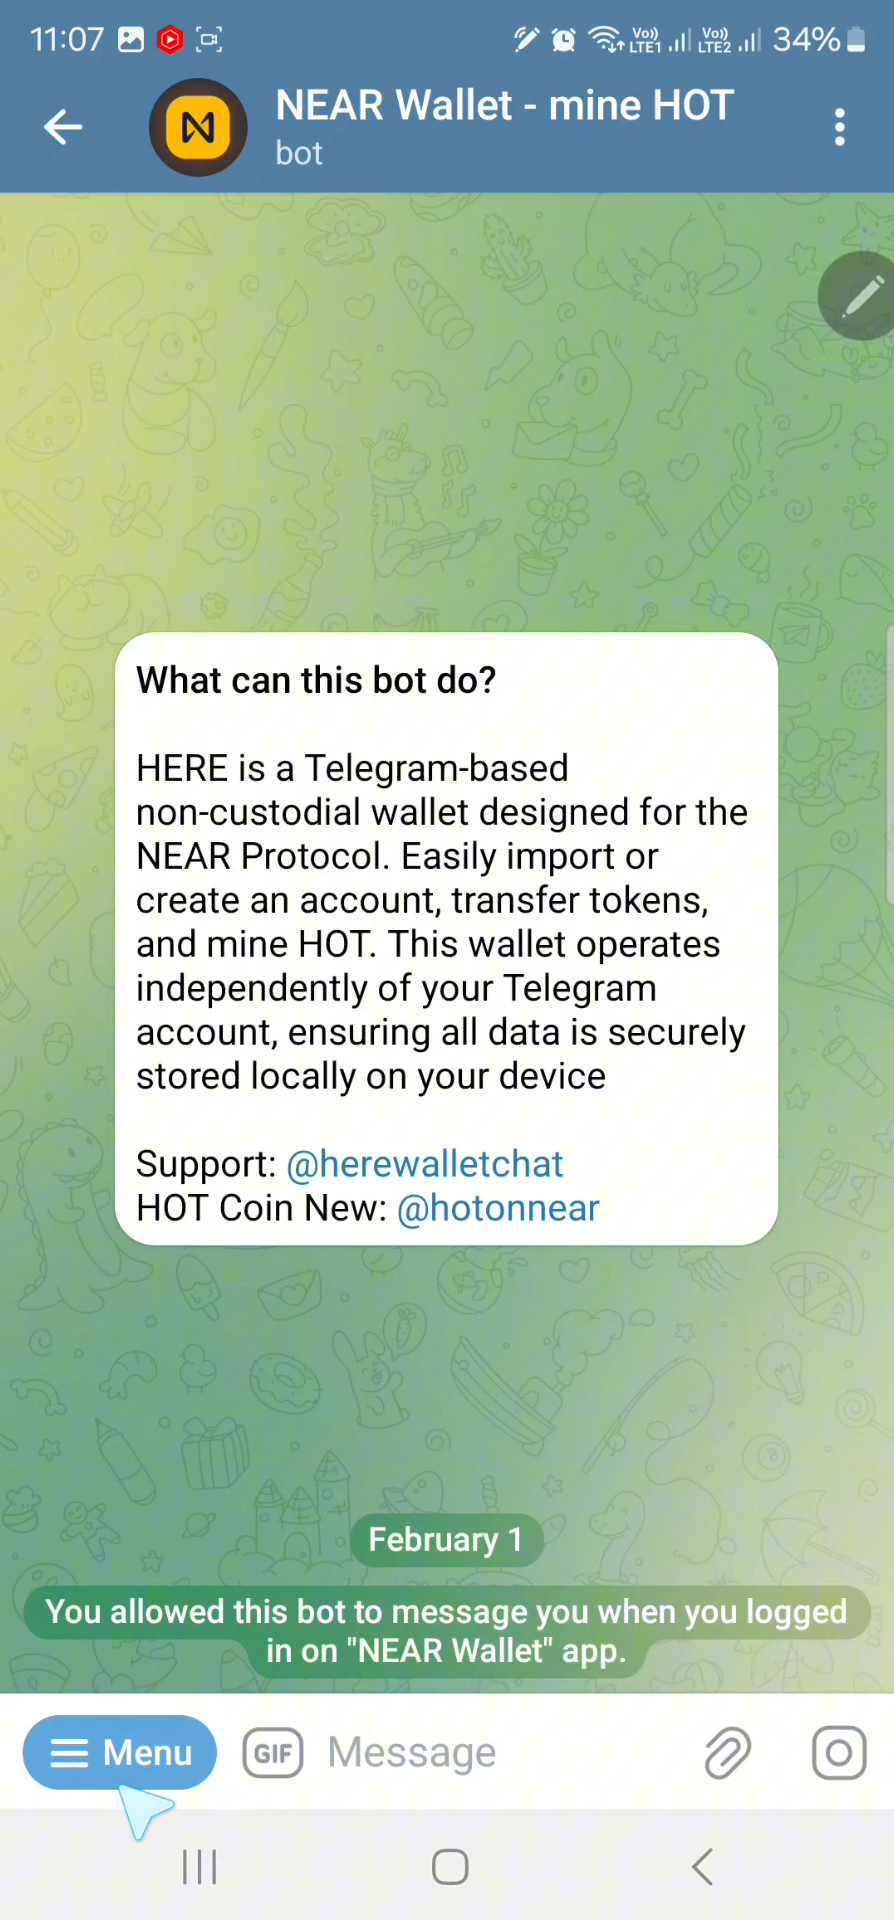 11:07
Vo)) LTE1 Vo)) LTE2 34%
NEAR Wallet - mine HOT
bot
What can this bot do?
HERE is a Telegram-based
non-custodial wallet designed for the
NEAR Protocol. Easily import or
create an account, transfer tokens,
and mine HOT. This wallet operates
independently of your Telegram
account, ensuring all data is securely
stored locally on your device
Support: @herewalletchat
HOT Coin New: @hotonnear
February 1
You allowed this bot to message you when you logged
in on "NEAR Wallet" app.
Menu
GIF
Message